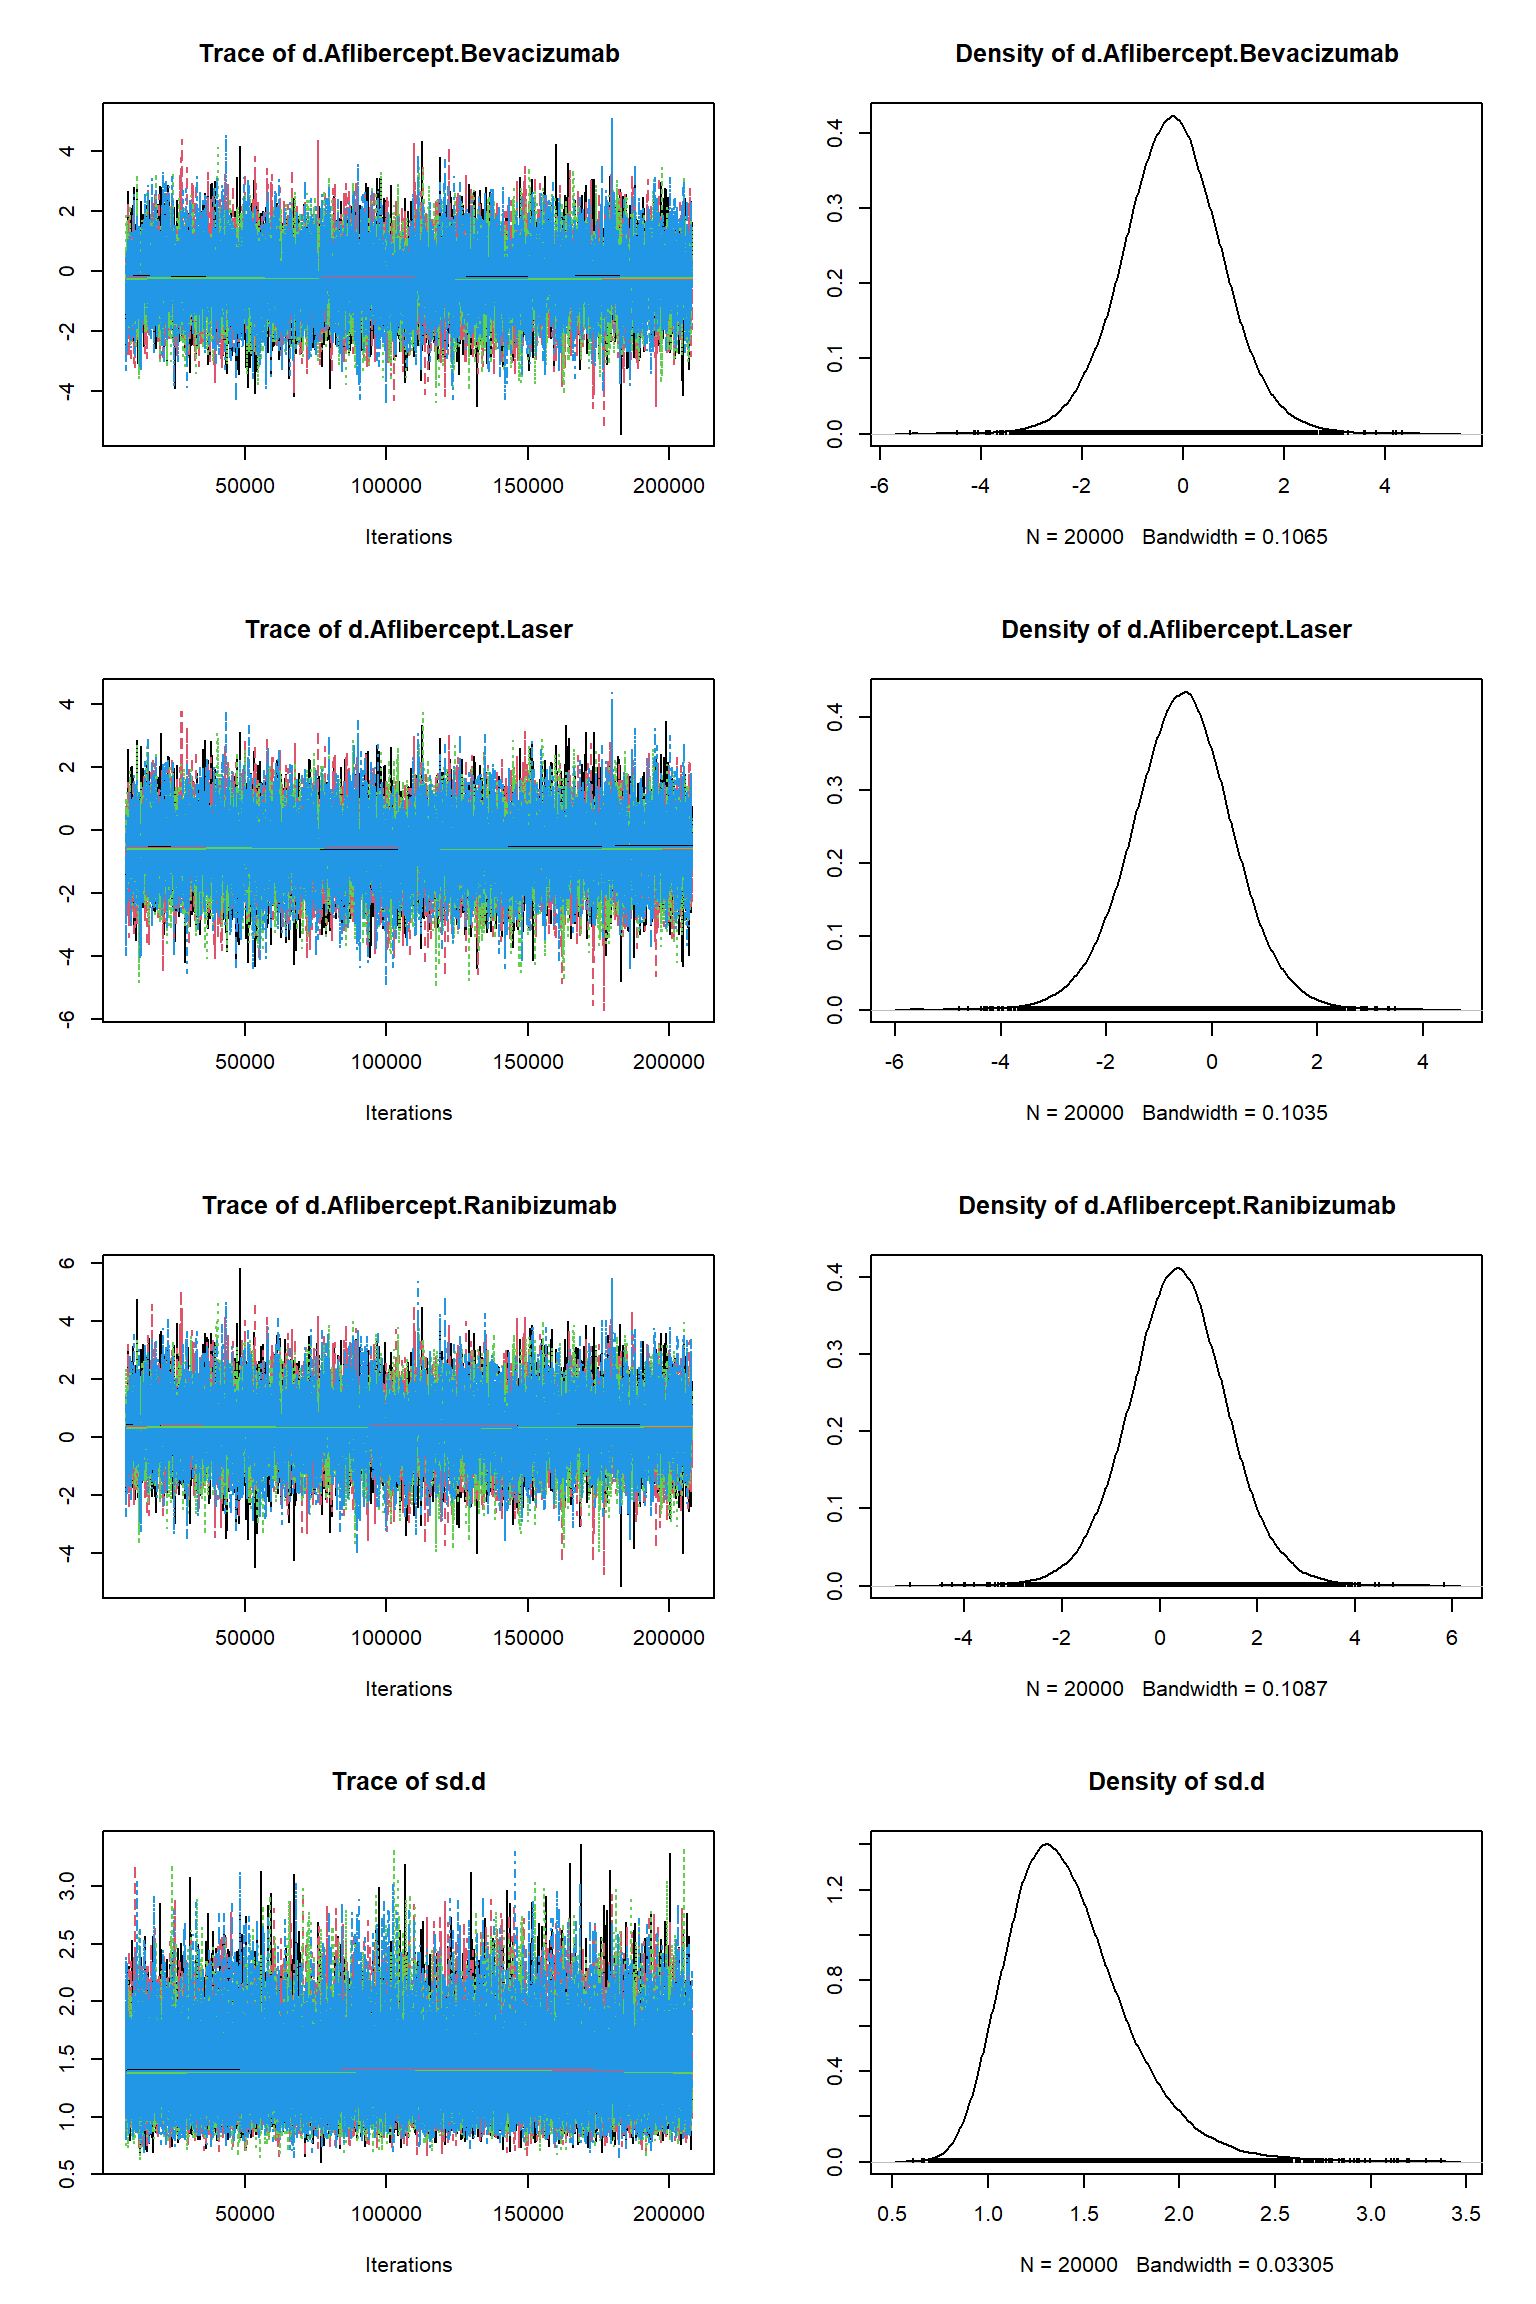 Trace of d.Aflibercept.Bevacizumab
4
2
0
-2
-4
50000 100000 150000 200000
Iterations
Density of d.Aflibercept.Bevacizumab
0.4
0.3
0.2
0.1
0.0
-6 -4 -2 0 2 4
N = 20000 Bandwidth = 0.1065
Trace of d.Aflibercept.Laser
4
2
0
-2
-4
-6
50000 100000 150000 200000
Iterations
Density of d.Aflibercept.Laser
0.4
0.3
0.2
0.1
0.0
-6 -4 -2 0 2 4
N = 20000 Bandwidth = 0.1035
Trace of d.Aflibercept.Ranibizumab
6
4
2
0
-2
-4
50000 100000 150000 200000
Iterations
Density of d.Aflibercept.Ranibizumab
0.4
0.3
0.2
0.1
0.0
-4 -2 0 2 4 6
N = 20000 Bandwidth = 0.1087
Trace of sd.d
3.0
2.5
2.0
1.5
1.0
0.5
50000 100000 150000 200000
Iterations
Density of sd.d
1.2
0.8
0.4
0.0
0.5 1.0 1.5 2.0 2.5 3.0 3.5
N = 20000 Bandwidth = 0.03305